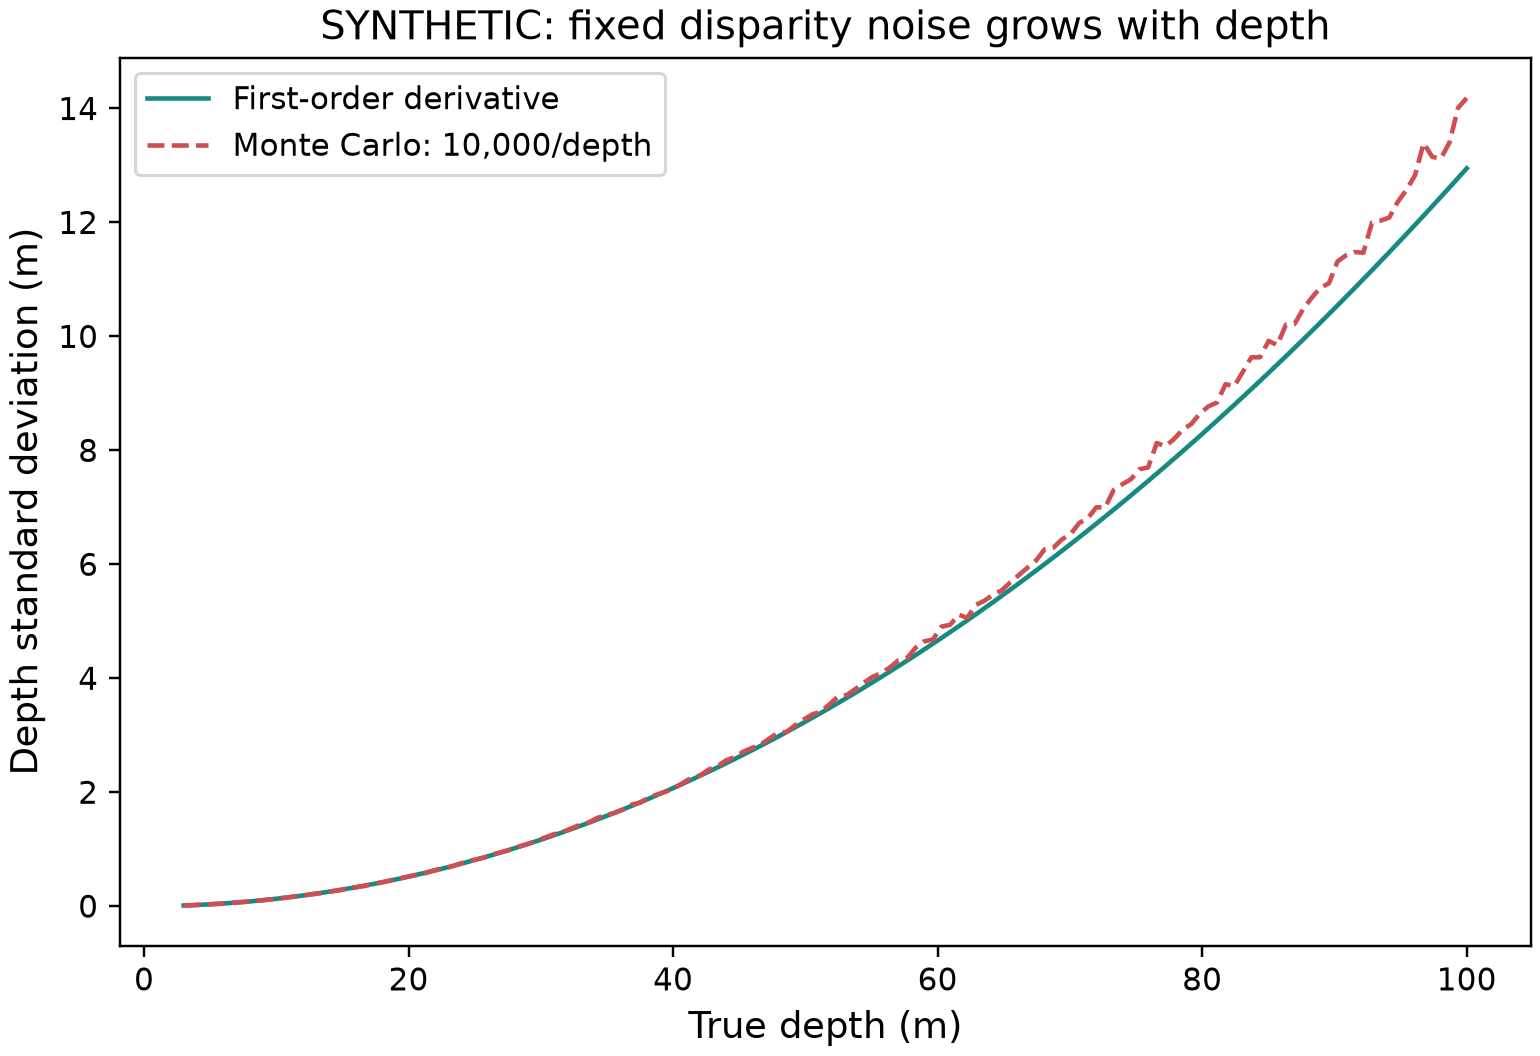 SYNTHETIC: fixed disparity noise grows with depth
First-order derivative
Monte Carlo: 10,000/depth
Depth standard deviation (m)
14
12
10
8
6
4
2
0
0 20 40 60 80 100
True depth (m)